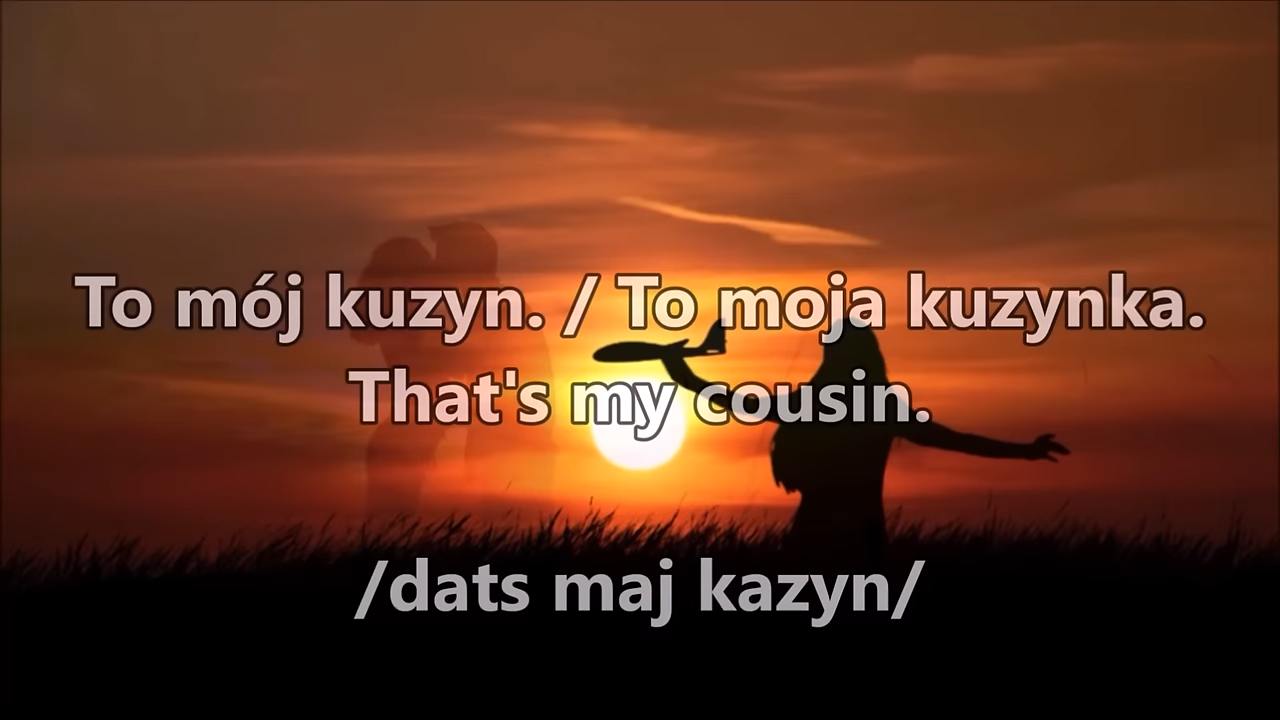 To mój kuzyn. / To moja kuzynka.
That's my cousin.
/dats maj kazyn/